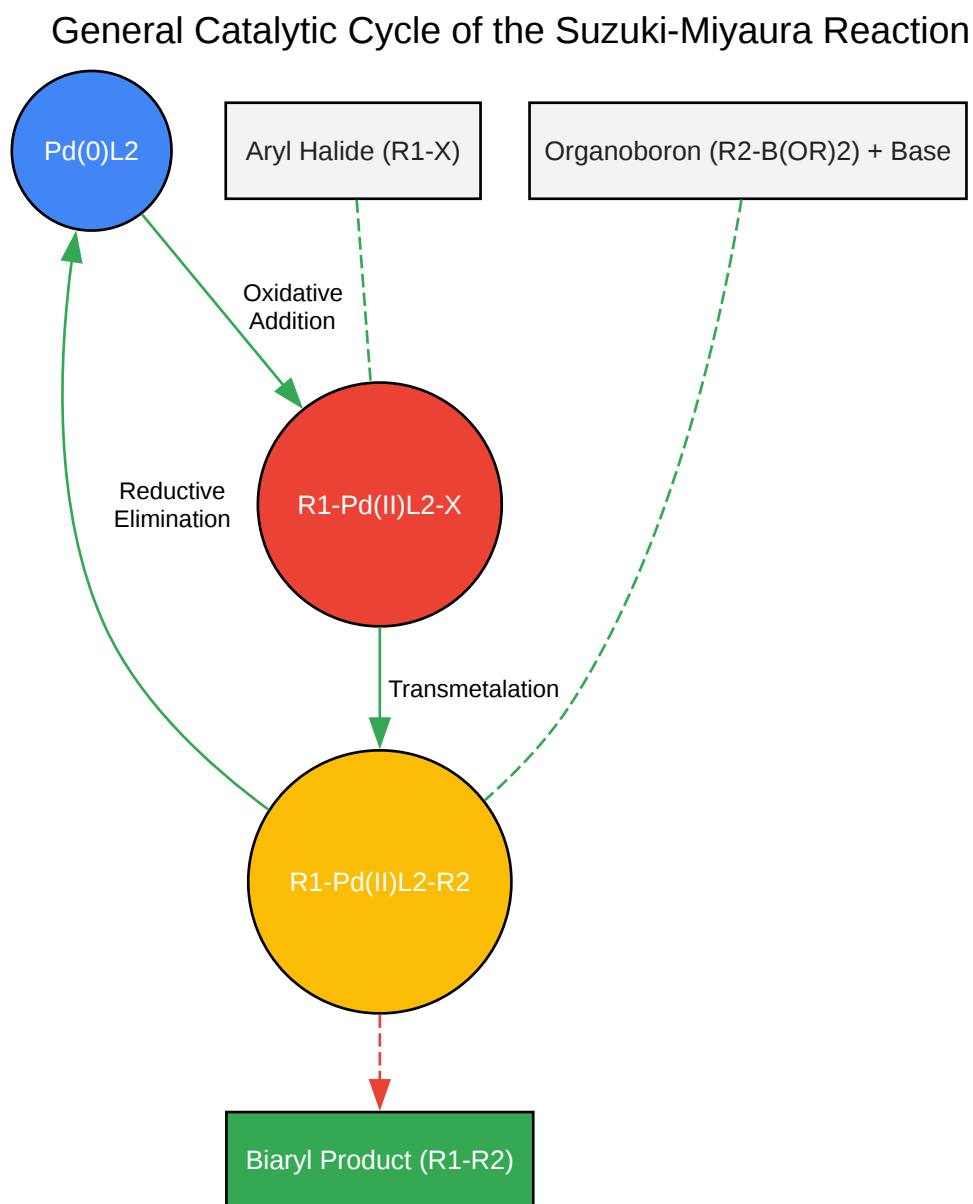 General Catalytic Cycle of the Suzuki-Miyaura Reaction
Pd(0)L2
Aryl Halide (R1-X)
Organoboron (R2-B(OR)2) + Base
Oxidative
Addition
Reductive
Elimination
R1-Pd(II)L2-X
Transmetalation
R1-Pd(II)L2-R2
Biaryl Product (R1-R2)